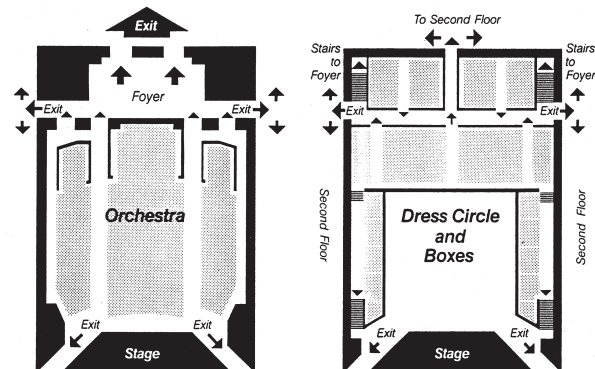 Exit
Foyer
Exit
Exit
Orchestra
Exit
Exit
Stage
To Second Floor
Stairs
to
Foyer
Stairs
to
Foyer
Exit
Exit
Second Floor
Dress Circle
and
Boxes
Second Floor
Exit
Exit
Stage